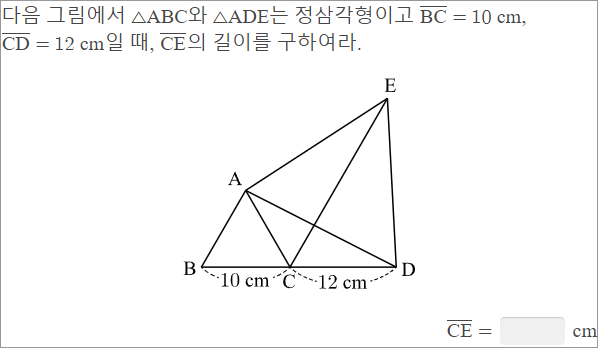 다음 그림에서 △ABC와 △ADE는 정삼각형이고 BC = 10 cm,
CD = 12 cm일 때, CE의 길이를 구하여라.
E
A
B
C
D
10 cm
12 cm
CE = cm